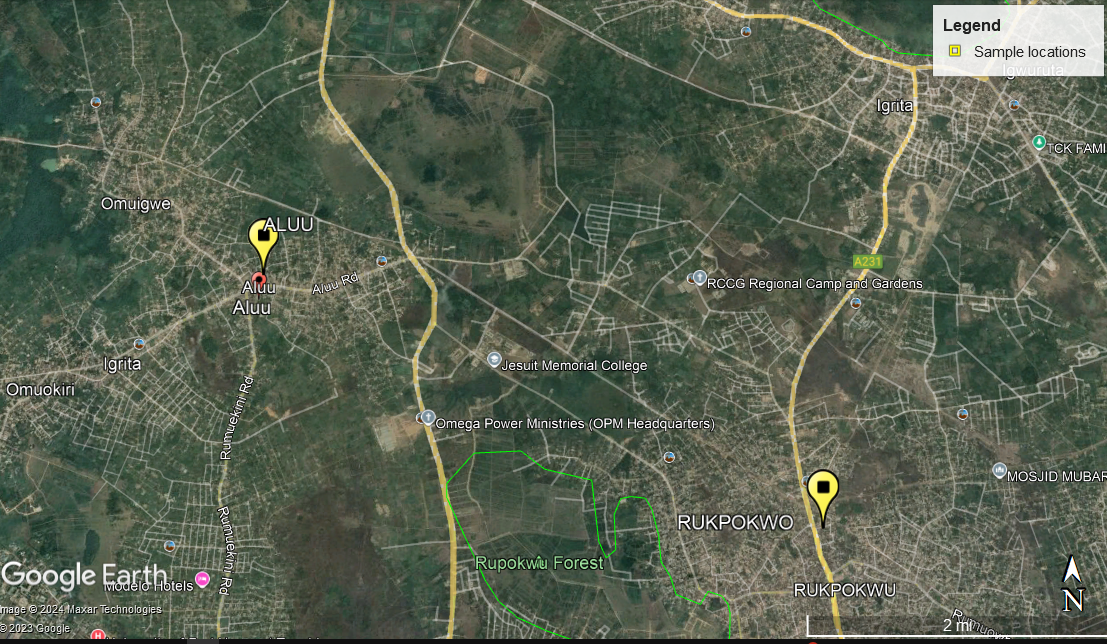 Legend
Sample locations
Igwuruta
Igrita
TCK FAMI
Omuigwe
ALUU
Aluu
Aluu
Aluu Rd
A231
RCCG Regional Camp and Gardens
Igrita
Jesuit Memorial College
Omuokiri
Rumuekini Rd
Omega Power Ministries (OPM Headquarters)
MOSJID MUBAR
RUKPOKWO
Rumuekini Rd
Rupokwu Forest
Google Earth
Modelo Hotels
RUKPOKWU
N
mage © 2024 Maxar Technologies
© 2023 Google
2 mi